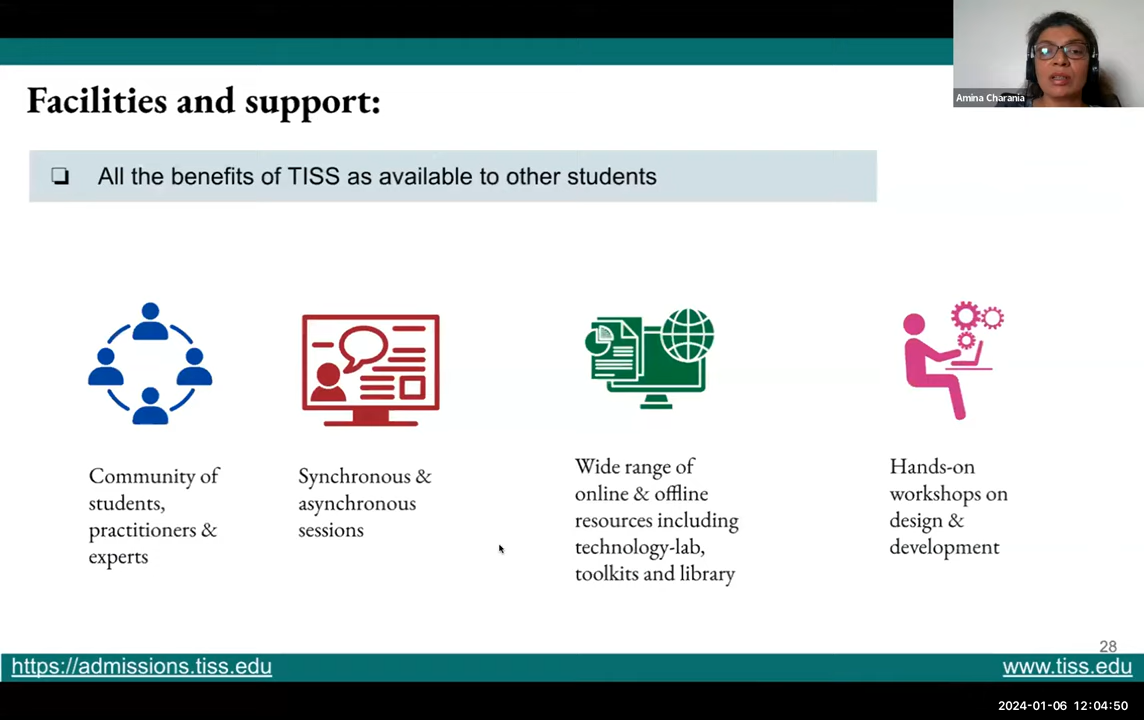 Amina Charania
Facilities and support:
❑ All the benefits of TISS as available to other students
Community of
students,
practitioners &
experts
Synchronous &
asynchronous
sessions
Wide range of
online & offline
resources including
technology-lab,
toolkits and library
Hands-on
workshops on
design &
development
28
https://admissions.tiss.edu
www.tiss.edu
2024-01-06 12:04:50